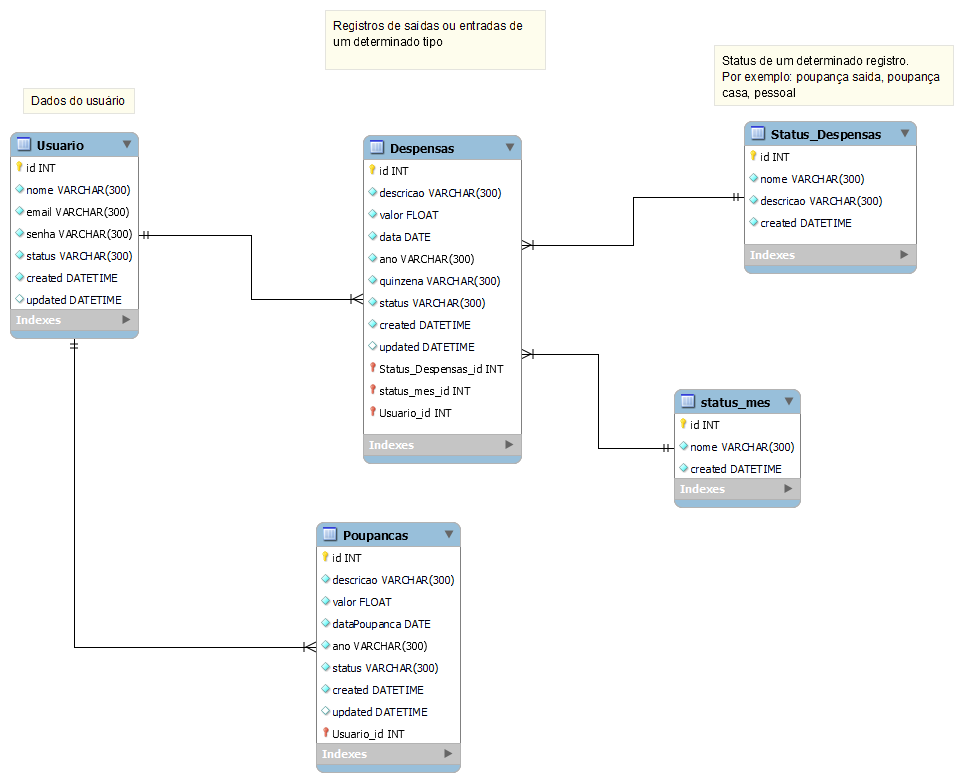 Registros de saidas ou entradas de
um determinado tipo
Status de um determinado registro.
Por exemplo: poupança saida, poupança
casa, pessoal
Dados do usuário
Usuario
id INT
nome VARCHAR(300)
email VARCHAR(300)
senha VARCHAR(300)
status VARCHAR(300)
created DATETIME
updated DATETIME
Indexes
Despensas
id INT
descricao VARCHAR(300)
valor FLOAT
data DATE
ano VARCHAR(300)
quinzena VARCHAR(300)
status VARCHAR(300)
created DATETIME
updated DATETIME
Status_Despensas_id INT
status_mes_id INT
Usuario_id INT
Indexes
Status_Despensas
id INT
nome VARCHAR(300)
descricao VARCHAR(300)
created DATETIME
Indexes
status_mes
id INT
nome VARCHAR(300)
created DATETIME
Indexes
Poupancas
id INT
descricao VARCHAR(300)
valor FLOAT
dataPoupanca DATE
ano VARCHAR(300)
status VARCHAR(300)
created DATETIME
updated DATETIME
Usuario_id INT
Indexes